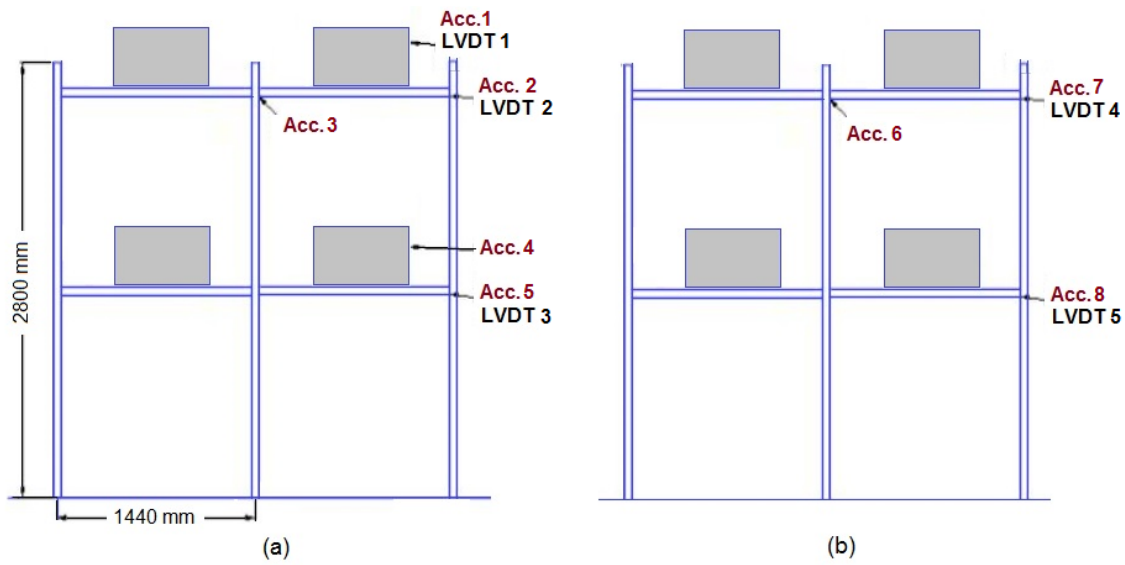 Acc.1
LVDT 1
Acc. 2
LVDT 2
Acc. 3
Acc. 4
Acc. 5
LVDT 3
2800 mm
1440 mm
(a)
Acc. 7
LVDT 4
Acc. 6
Acc. 8
LVDT 5
(b)